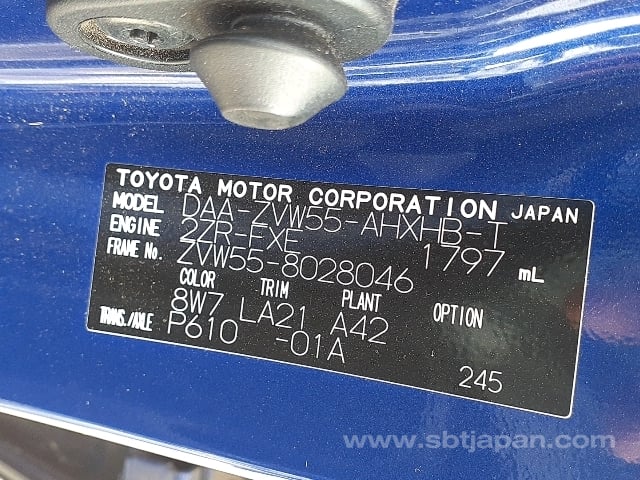 TOYOTA MOTOR CORPORATION JAPAN
MODEL DAA-ZVW55-AHXHB-T
ENGINE 2ZR-FXE 1797 mL
FRAME No. ZVW55-8028046
COLOR TRIM PLANT OPTION
8W7 LA21 A42
TRANS./AXLE P610 -01A
245
www.sbtjapan.com